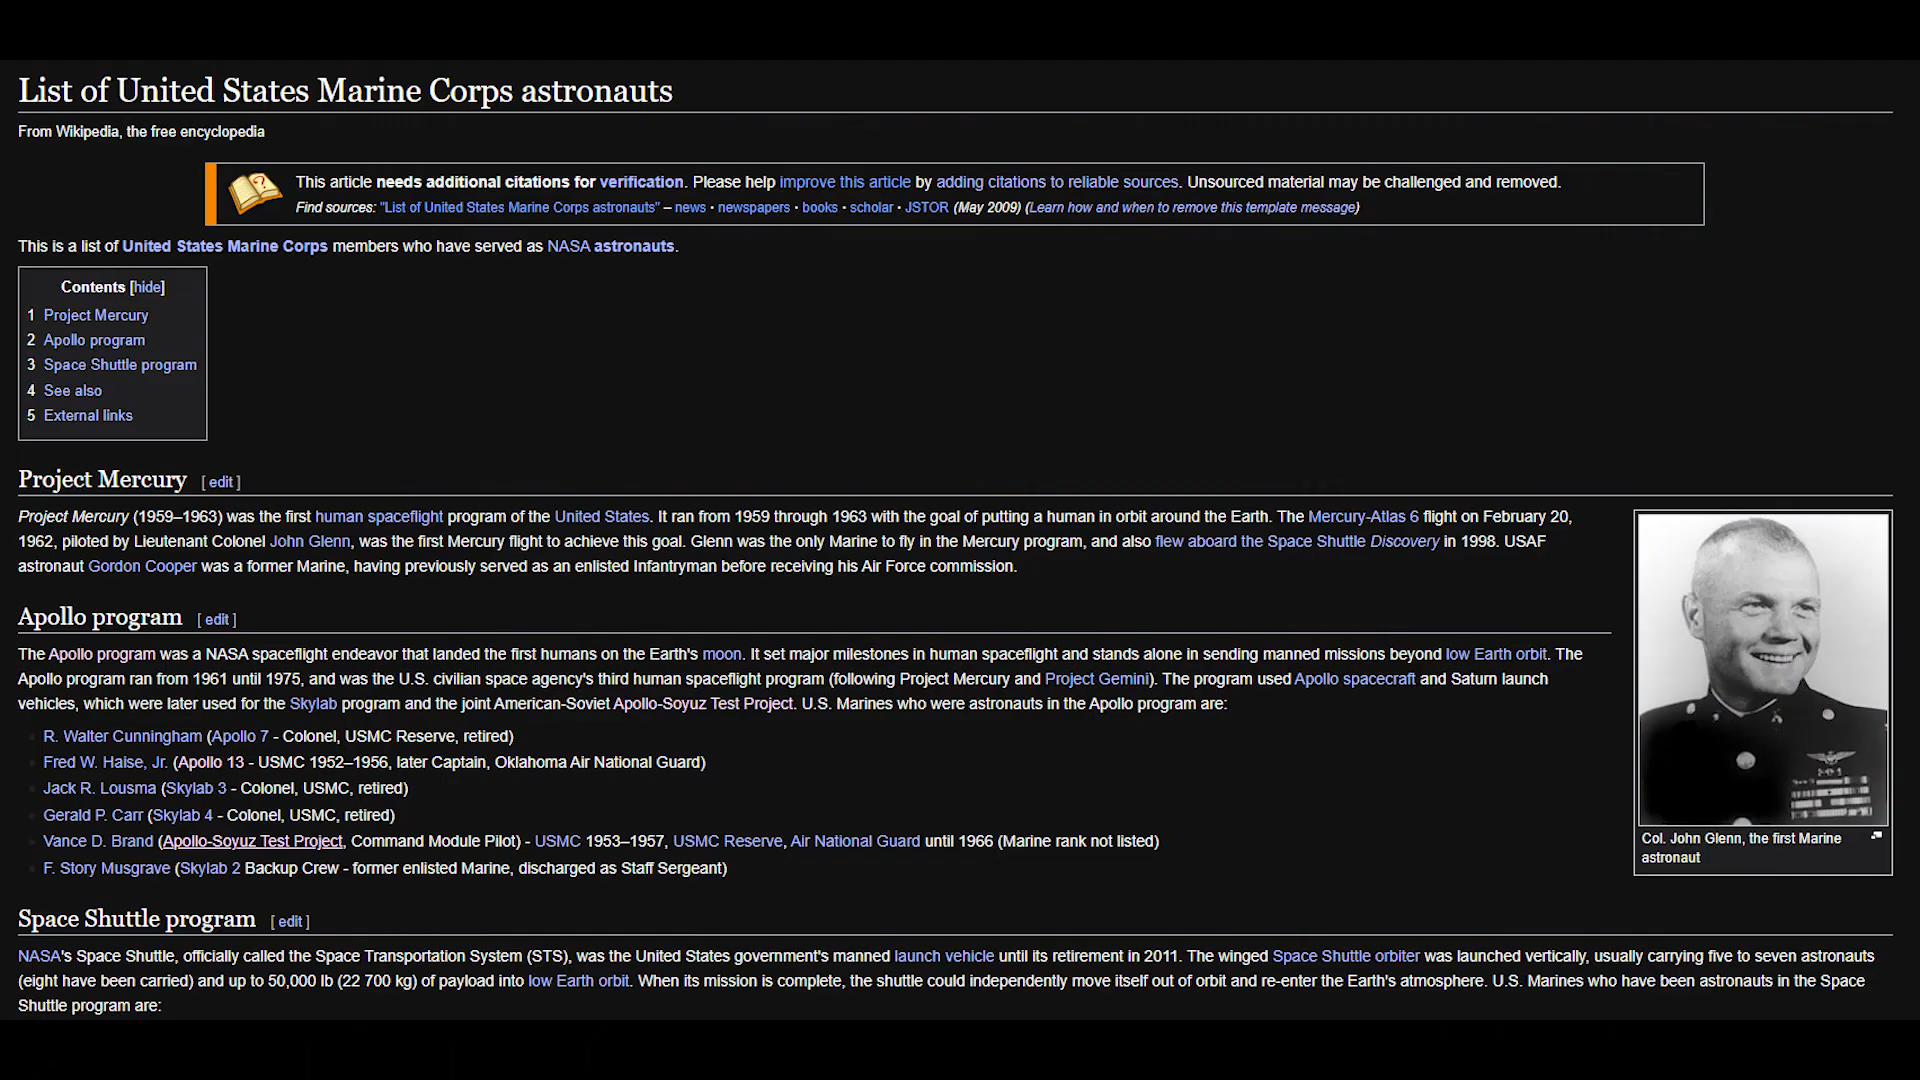 List of United States Marine Corps astronauts
From Wikipedia, the free encyclopedia
This article needs additional citations for verification. Please help improve this article by adding citations to reliable sources. Unsourced material may be challenged and removed.
Find sources: "List of United States Marine Corps astronauts" – news · newspapers · books · scholar · JSTOR (May 2009) (Learn how and when to remove this template message)
This is a list of United States Marine Corps members who have served as NASA astronauts.
Contents [hide]
1 Project Mercury
2 Apollo program
3 Space Shuttle program
4 See also
5 External links
Project Mercury [ edit ]
Project Mercury (1959–1963) was the first human spaceflight program of the United States. It ran from 1959 through 1963 with the goal of putting a human in orbit around the Earth. The Mercury-Atlas 6 flight on February 20,
1962, piloted by Lieutenant Colonel John Glenn, was the first Mercury flight to achieve this goal. Glenn was the only Marine to fly in the Mercury program, and also flew aboard the Space Shuttle Discovery in 1998. USAF
astronaut Gordon Cooper was a former Marine, having previously served as an enlisted Infantryman before receiving his Air Force commission.
Col. John Glenn, the first Marine
astronaut
Apollo program [ edit ]
The Apollo program was a NASA spaceflight endeavor that landed the first humans on the Earth's moon. It set major milestones in human spaceflight and stands alone in sending manned missions beyond low Earth orbit. The
Apollo program ran from 1961 until 1975, and was the U.S. civilian space agency's third human spaceflight program (following Project Mercury and Project Gemini). The program used Apollo spacecraft and Saturn launch
vehicles, which were later used for the Skylab program and the joint American-Soviet Apollo-Soyuz Test Project. U.S. Marines who were astronauts in the Apollo program are:
R. Walter Cunningham (Apollo 7 - Colonel, USMC Reserve, retired)
Fred W. Haise, Jr. (Apollo 13 - USMC 1952–1956, later Captain, Oklahoma Air National Guard)
Jack R. Lousma (Skylab 3 - Colonel, USMC, retired)
Gerald P. Carr (Skylab 4 - Colonel, USMC, retired)
Vance D. Brand (Apollo-Soyuz Test Project, Command Module Pilot) - USMC 1953–1957, USMC Reserve, Air National Guard until 1966 (Marine rank not listed)
F. Story Musgrave (Skylab 2 Backup Crew - former enlisted Marine, discharged as Staff Sergeant)
Space Shuttle program [ edit ]
NASA's Space Shuttle, officially called the Space Transportation System (STS), was the United States government's manned launch vehicle until its retirement in 2011. The winged Space Shuttle orbiter was launched vertically, usually carrying five to seven astronauts
(eight have been carried) and up to 50,000 lb (22 700 kg) of payload into low Earth orbit. When its mission is complete, the shuttle could independently move itself out of orbit and re-enter the Earth's atmosphere. U.S. Marines who have been astronauts in the Space
Shuttle program are: